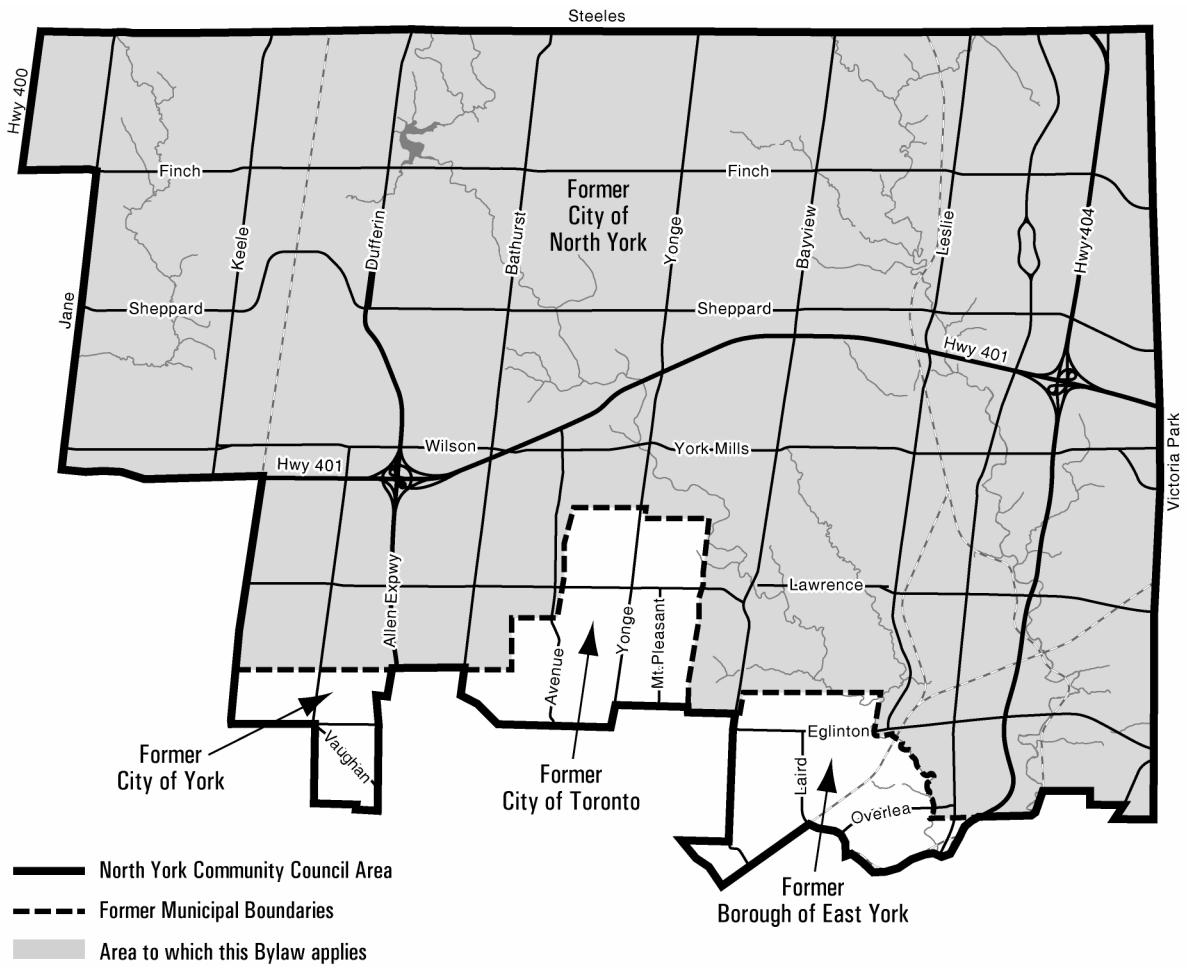 Steeles
Hwy 400
Finch
Finch
Former
City of
North York
Keele
Dufferin
Bathurst
Yonge
Bayview
Leslie
Hwy 404
Jane
Sheppard
Sheppard
Hwy 401
Wilson
York Mills
Hwy 401
Victoria Park
Allen Expwy
Lawrence
Avenue
Yonge
Mt.Pleasant
Former
City of York
Vaughan
Former
City of Toronto
Eglinton
Laird
Overlea
Former
Borough of East York
North York Community Council Area
Former Municipal Boundaries
Area to which this Bylaw applies